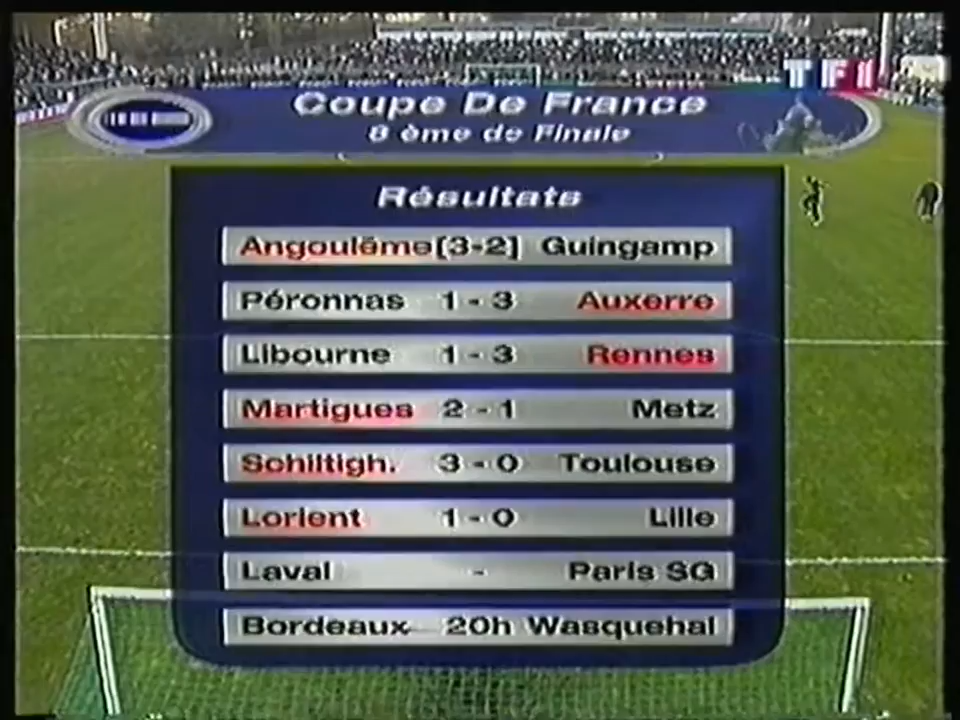 TF1
Coupe De France
8 ème de Finale
Résultats
Angoulême [3-2] Guingamp
Péronnas 1 - 3 Auxerre
Libourne 1 - 3 Rennes
Martigues 2 - 1 Metz
Schiltigh. 3 - 0 Toulouse
Lorient 1 - 0 Lille
Laval - Paris SG
Bordeaux 20h Wasquehal